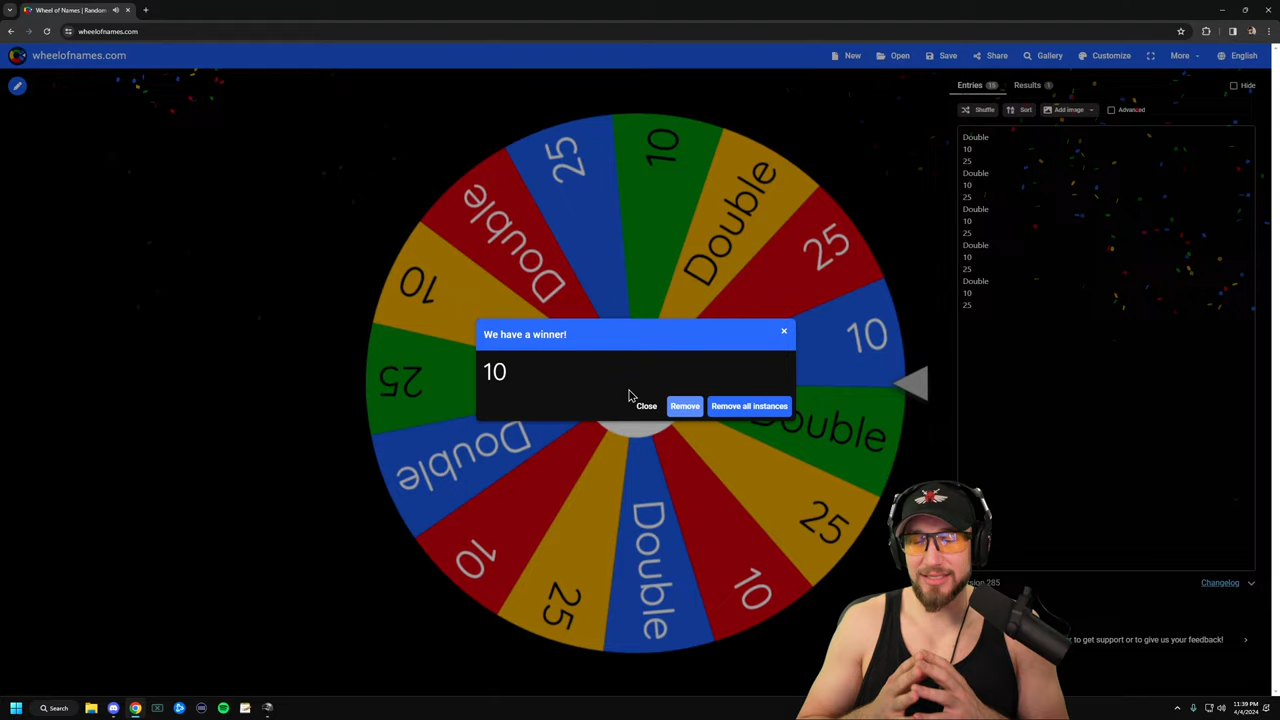 Wheel of Names | Random
wheelofnames.com
wheelofnames.com
New
Open
Save
Share
Gallery
Customize
More
English
Entries 15
Results 1
Hide
Shuffle
Sort
Add image
Advanced
Double
10
25
Double
10
25
Double
10
25
Double
10
25
Double
10
25
25
10
Double
25
10
Double
25
10
Double
25
10
Double
25
10
Double
We have a winner!
10
Close
Remove
Remove all instances
285
Changelog
to get support or to give us your feedback!
Search
11:39 PM
4/4/2024